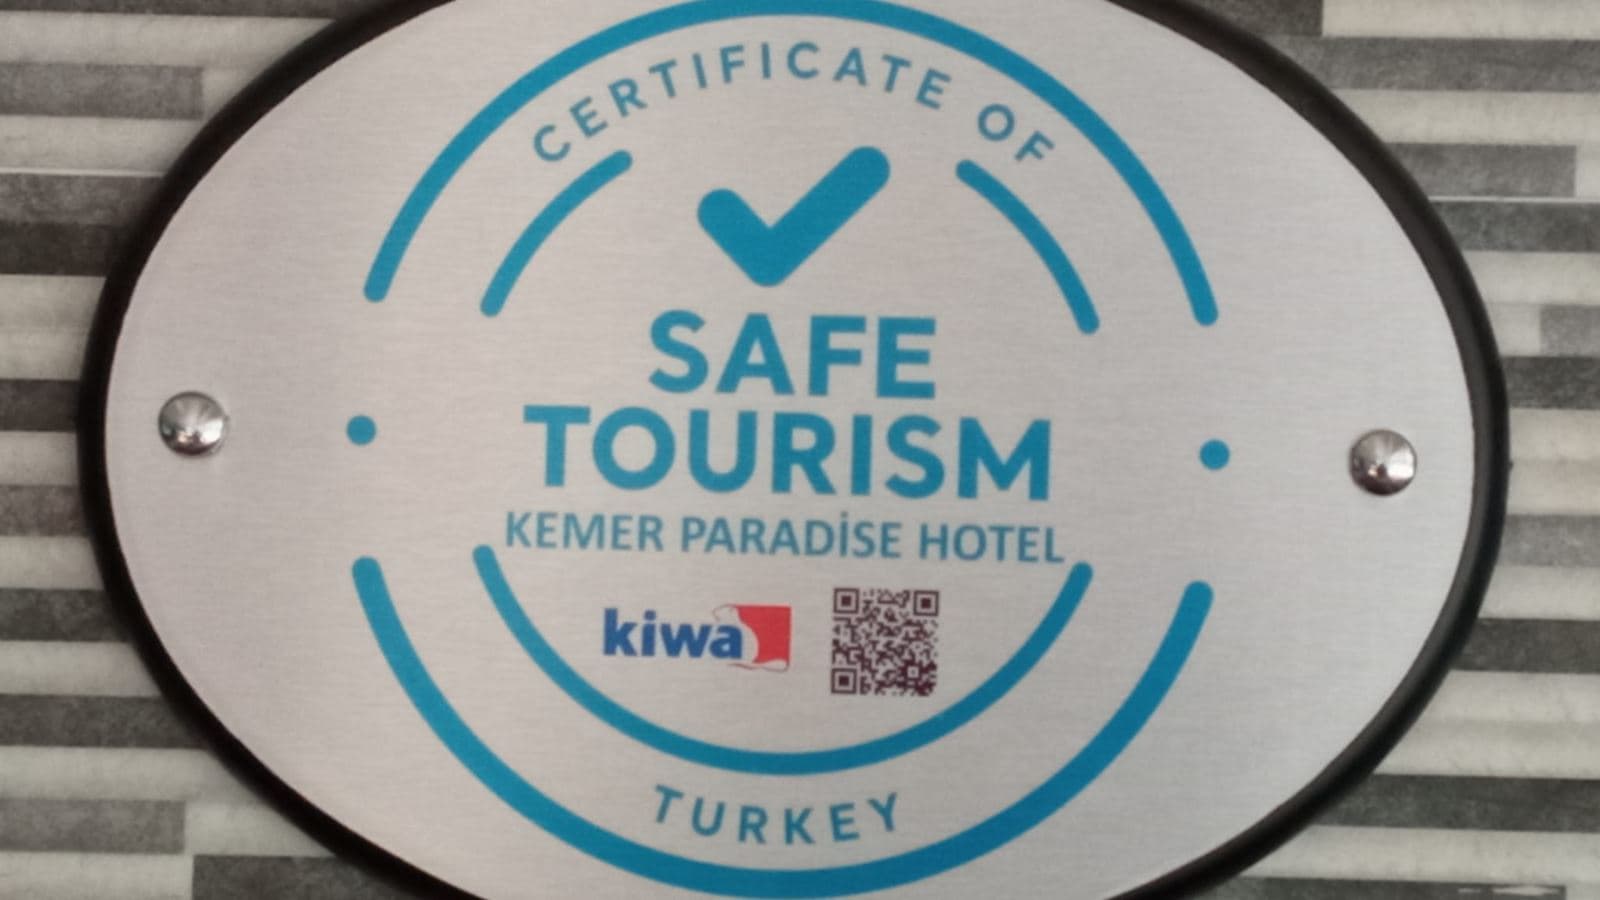 CERTIFICATE OF
SAFE
TOURISM
KEMER PARADİSE HOTEL
kiwa
TURKEY